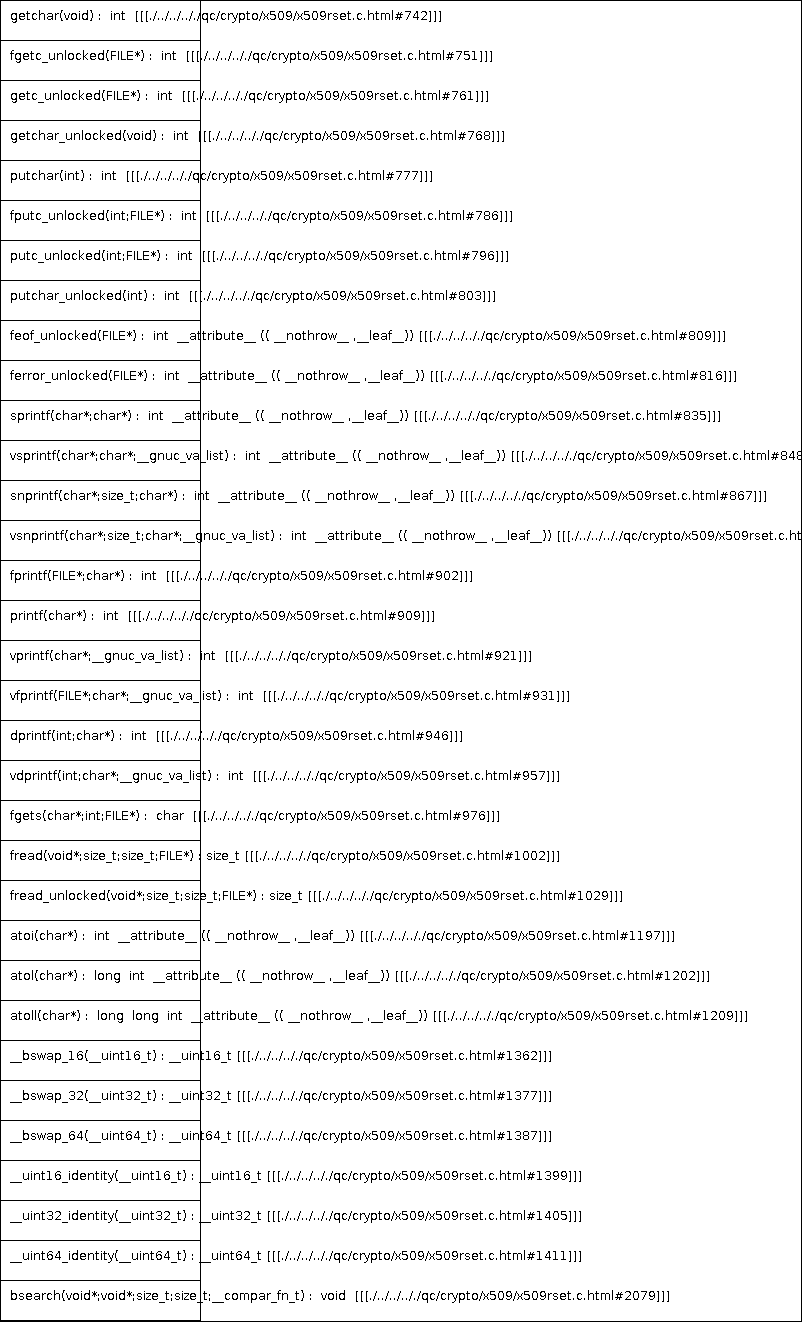 getchar(void) : int [[[./../../././qc/crypto/x509/x509rset.c.html#742]]]
fgetc_unlocked(FILE*) : int [[[./../../././qc/crypto/x509/x509rset.c.html#751]]]
getc_unlocked(FILE*) : int [[[./../../././qc/crypto/x509/x509rset.c.html#761]]]
getchar_unlocked(void) : int [[[./../../././qc/crypto/x509/x509rset.c.html#768]]]
putchar(int) : int [[[./../../././qc/crypto/x509/x509rset.c.html#777]]]
fputc_unlocked(int;FILE*) : int [[[./../../././qc/crypto/x509/x509rset.c.html#786]]]
putc_unlocked(int;FILE*) : int [[[./../../././qc/crypto/x509/x509rset.c.html#796]]]
putchar_unlocked(int) : int [[[./../../././qc/crypto/x509/x509rset.c.html#803]]]
feof_unlocked(FILE*) : int __attribute__ (( __nothrow__ ,__leaf__)) [[[./../../././qc/crypto/x509/x509rset.c.html#809]]]
ferror_unlocked(FILE*) : int __attribute__ (( __nothrow__ ,__leaf__)) [[[./../../././qc/crypto/x509/x509rset.c.html#816]]]
sprintf(char*;char*) : int __attribute__ (( __nothrow__ ,__leaf__)) [[[./../../././qc/crypto/x509/x509rset.c.html#835]]]
vsprintf(char*;char*;__gnuc_va_list) : int __attribute__ (( __nothrow__ ,__leaf__)) [[[./../../././qc/crypto/x509/x509rset.c.html#848
snprintf(char*;size_t;char*) : int __attribute__ (( __nothrow__ ,__leaf__)) [[[./../../././qc/crypto/x509/x509rset.c.html#867]]]
vsnprintf(char*;size_t;char*;__gnuc_va_list) : int __attribute__ (( __nothrow__ ,__leaf__)) [[[./../../././qc/crypto/x509/x509rset.c.ht
fprintf(FILE*;char*) : int [[[./../../././qc/crypto/x509/x509rset.c.html#902]]]
printf(char*) : int [[[./../../././qc/crypto/x509/x509rset.c.html#909]]]
vprintf(char*;__gnuc_va_list) : int [[[./../../././qc/crypto/x509/x509rset.c.html#921]]]
vfprintf(FILE*;char*;__gnuc_va_list) : int [[[./../../././qc/crypto/x509/x509rset.c.html#931]]]
dprintf(int;char*) : int [[[./../../././qc/crypto/x509/x509rset.c.html#946]]]
vdprintf(int;char*;__gnuc_va_list) : int [[[./../../././qc/crypto/x509/x509rset.c.html#957]]]
fgets(char*;int;FILE*) : char [[[./../../././qc/crypto/x509/x509rset.c.html#976]]]
fread(void*;size_t;size_t;FILE*) : size_t [[[./../../././qc/crypto/x509/x509rset.c.html#1002]]]
fread_unlocked(void*;size_t;size_t;FILE*) : size_t [[[./../../././qc/crypto/x509/x509rset.c.html#1029]]]
atoi(char*) : int __attribute__ (( __nothrow__ ,__leaf__)) [[[./../../././qc/crypto/x509/x509rset.c.html#1197]]]
atol(char*) : long int __attribute__ (( __nothrow__ ,__leaf__)) [[[./../../././qc/crypto/x509/x509rset.c.html#1202]]]
atoll(char*) : long long int __attribute__ (( __nothrow__ ,__leaf__)) [[[./../../././qc/crypto/x509/x509rset.c.html#1209]]]
__bswap_16(__uint16_t) : __uint16_t [[[./../../././qc/crypto/x509/x509rset.c.html#1362]]]
__bswap_32(__uint32_t) : __uint32_t [[[./../../././qc/crypto/x509/x509rset.c.html#1377]]]
__bswap_64(__uint64_t) : __uint64_t [[[./../../././qc/crypto/x509/x509rset.c.html#1387]]]
__uint16_identity(__uint16_t) : __uint16_t [[[./../../././qc/crypto/x509/x509rset.c.html#1399]]]
__uint32_identity(__uint32_t) : __uint32_t [[[./../../././qc/crypto/x509/x509rset.c.html#1405]]]
__uint64_identity(__uint64_t) : __uint64_t [[[./../../././qc/crypto/x509/x509rset.c.html#1411]]]
bsearch(void*;void*;size_t;size_t;__compar_fn_t) : void [[[./../../././qc/crypto/x509/x509rset.c.html#2079]]]